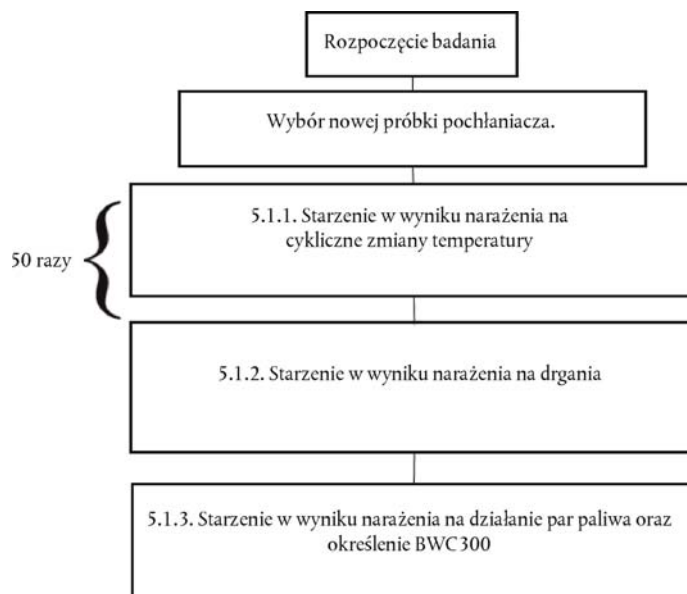 Rozpoczęcie badania
Wybór nowej próbki pochłaniacza.
5.1.1. Starzenie w wyniku narażenia na
cykliczne zmiany temperatury
50 razy
5.1.2. Starzenie w wyniku narażenia na drgania
5.1.3. Starzenie w wyniku narażenia na działanie par paliwa oraz
określenie BWC300